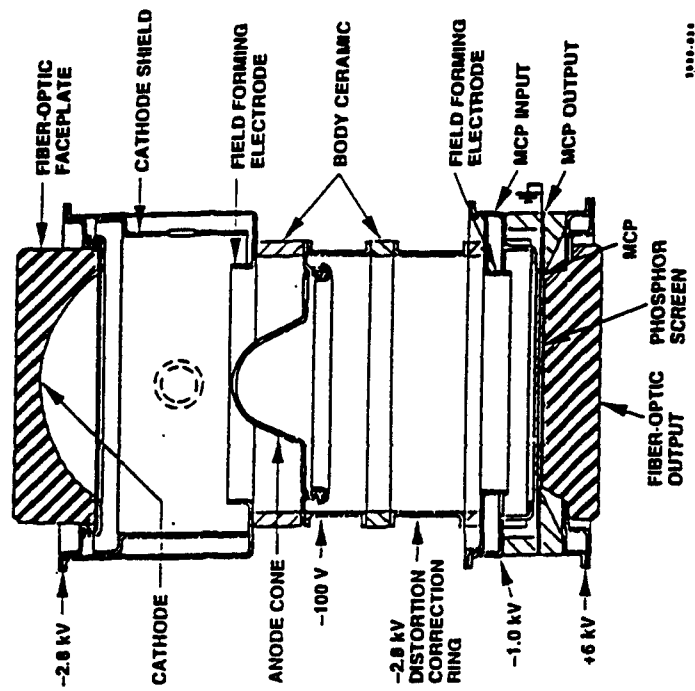 FIBER-OPTIC
FACEPLATE
CATHODE SHIELD
FIELD FORMING
ELECTRODE
BODY CERAMIC
FIELD FORMING
ELECTRODE
MCP INPUT
MCP OUTPUT
MCP
PHOSPHOR
SCREEN
FIBER-OPTIC
OUTPUT
−2.8 kV
CATHODE
ANODE CONE
−100 V
−2.8 kV
DISTORTION
CORRECTION
RING
−1.0 kV
+6 kV